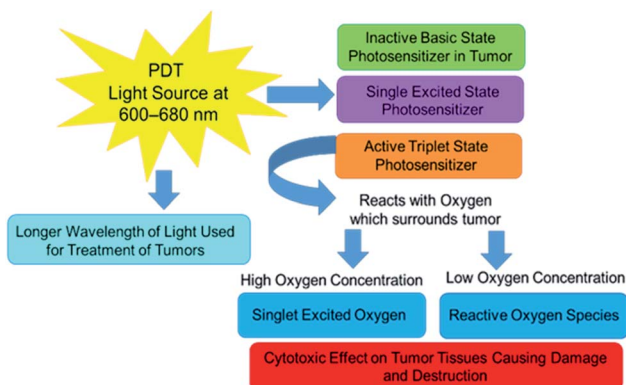 PDT
Light Source at
600–680 nm
Inactive Basic State
Photosensitizer in Tumor
Single Excited State
Photosensitizer
Active Triplet State
Photosensitizer
Reacts with Oxygen
which surrounds tumor
Longer Wavelength of Light Used
for Treatment of Tumors
High Oxygen Concentration
Low Oxygen Concentration
Singlet Excited Oxygen
Reactive Oxygen Species
Cytotoxic Effect on Tumor Tissues Causing Damage
and Destruction